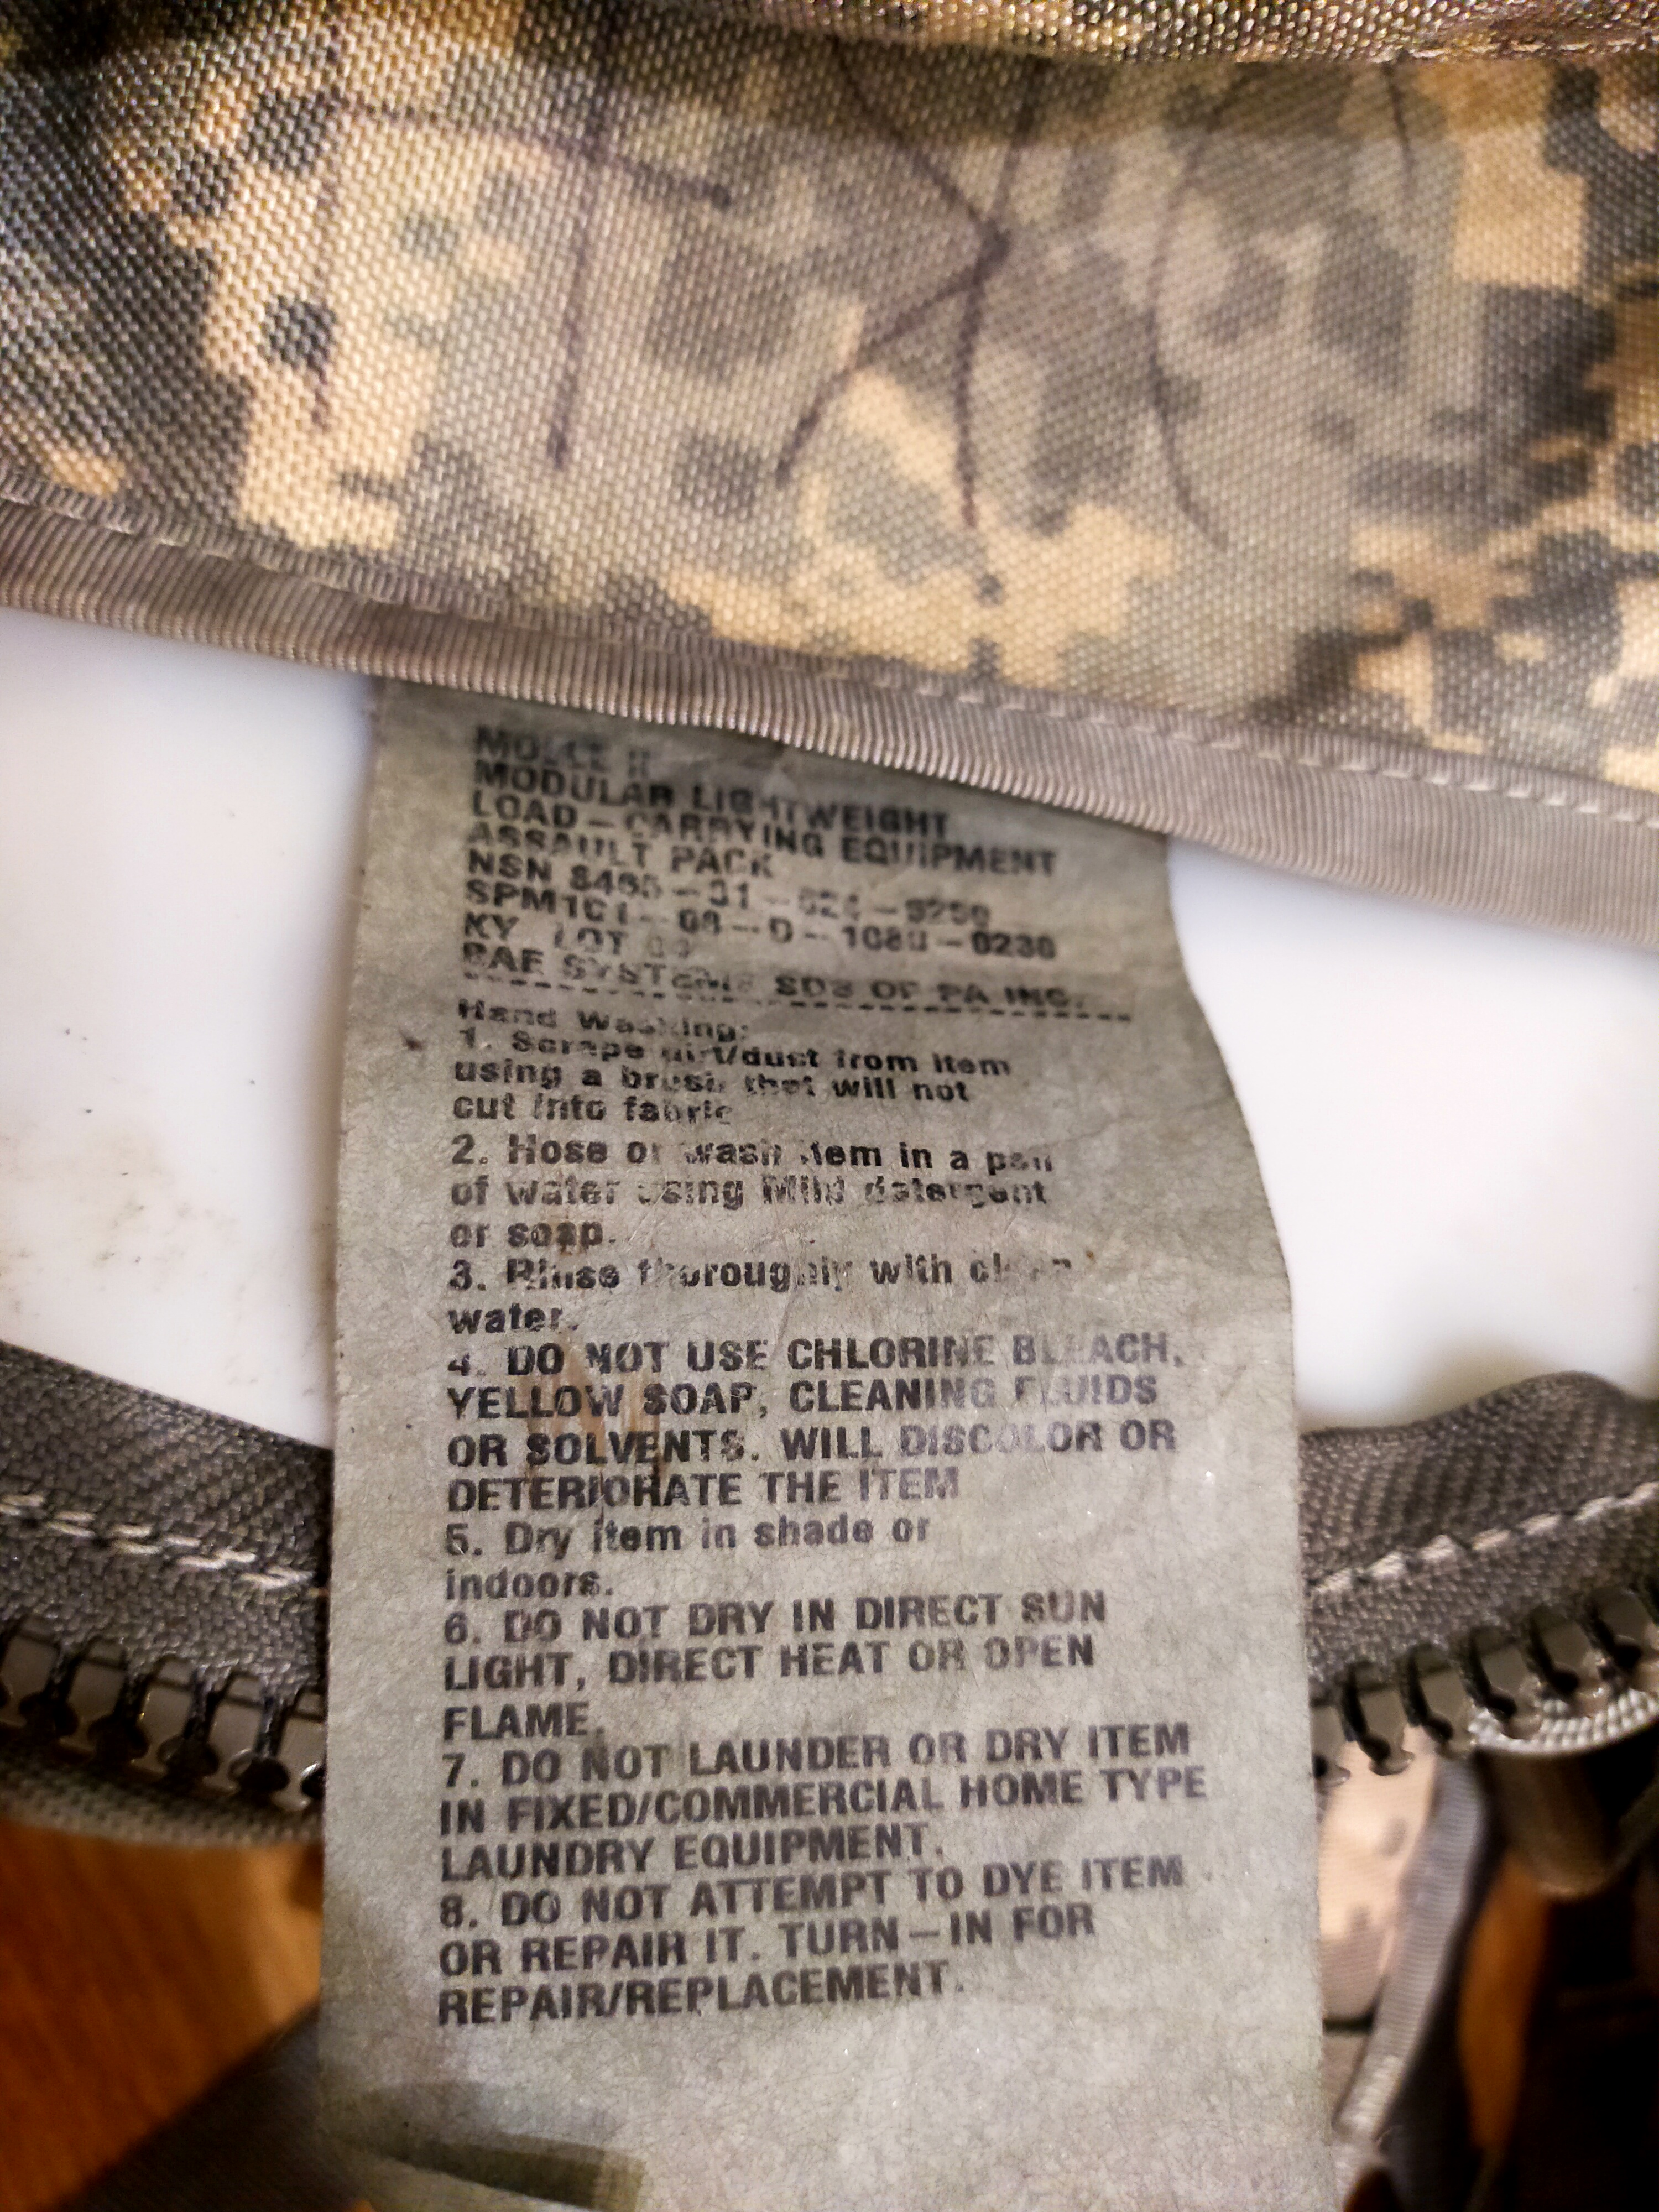 MOLLE II
MODULAR LIGHTWEIGHT
LOAD-CARRYING EQUIPMENT
ASSAULT PACK
NSN
KY LOT
BAE SYSTEMS SDS OF PA INC.
Hand Washing:
1. Scrape dirt/dust from item
using a brush that will not
cut into fabric
2. Hose or wash item in a pan
of water using Mild detergent
or soap.
3. Rinse thoroughly with clean
water.
4. DO NOT USE CHLORINE BLEACH,
YELLOW SOAP, CLEANING FLUIDS
OR SOLVENTS. WILL DISCOLOR OR
DETERIORATE THE ITEM
5. Dry item in shade or
indoors.
6. DO NOT DRY IN DIRECT SUN
LIGHT, DIRECT HEAT OR OPEN
FLAME.
7. DO NOT LAUNDER OR DRY ITEM
IN FIXED/COMMERCIAL HOME TYPE
LAUNDRY EQUIPMENT.
8. DO NOT ATTEMPT TO DYE ITEM
OR REPAIR IT. TURN-IN FOR
REPAIR/REPLACEMENT.